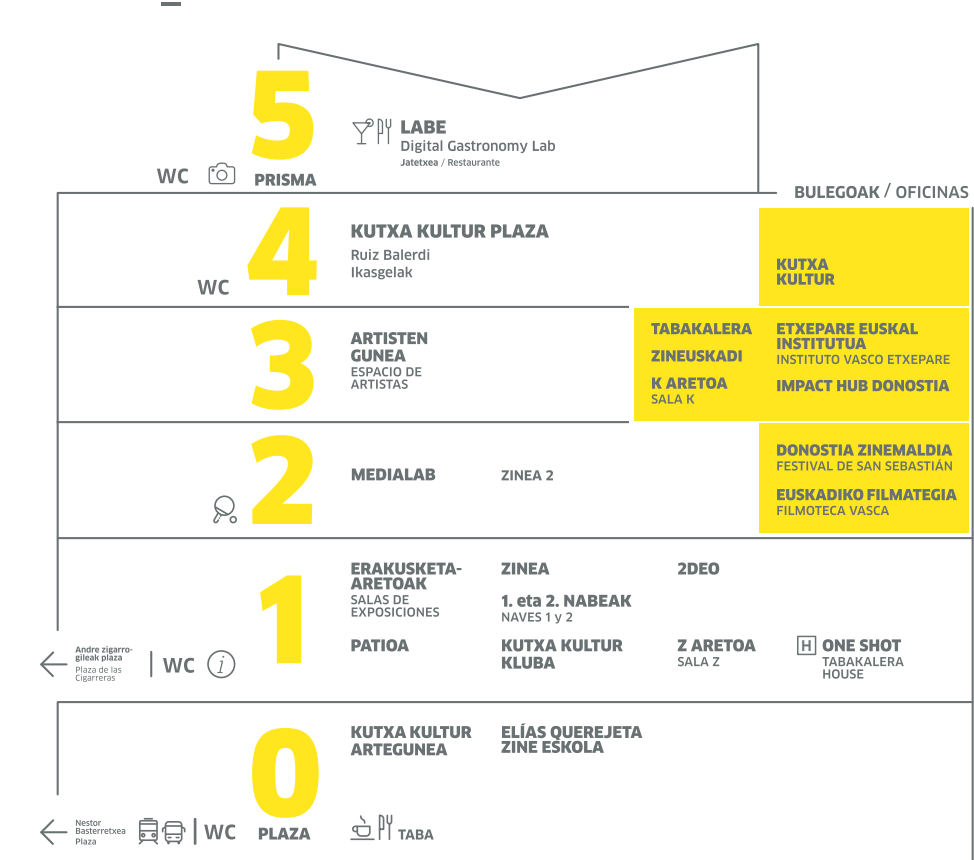 5
LABE
Digital Gastronomy Lab
Jatetxea / Restaurante
WC
PRISMA
BULEGOAK / OFICINAS
4
KUTXA KULTUR PLAZA
Ruiz Balerdi
Ikasgelak
WC
KUTXA
KULTUR
3
ARTISTEN
GUNEA
ESPACIO DE
ARTISTAS
TABAKALERA
ZINEUSKADI
K ARETOA
SALA K
ETXEPARE EUSKAL
INSTITUTUA
INSTITUTO VASCO ETXEPARE
IMPACT HUB DONOSTIA
2
MEDIALAB
ZINEA 2
DONOSTIA ZINEMALDIA
FESTIVAL DE SAN SEBASTIÁN
EUSKADIKO FILMATEGIA
FILMOTECA VASCA
1
ERAKUSKETA-
ARETOAK
SALAS DE
EXPOSICIONES
ZINEA
2DEO
1. eta 2. NABEAK
NAVES 1 y 2
PATIOA
KUTXA KULTUR
KLUBA
Z ARETOA
SALA Z
H ONE SHOT
TABAKALERA
HOUSE
Andre zigarro-
gileak plaza
Plaza de las
Cigarreras
WC
i
0
KUTXA KULTUR
ARTEGUNEA
ELÍAS QUEREJETA
ZINE ESKOLA
Nestor
Basterretxea
Plaza
WC
PLAZA
TABA